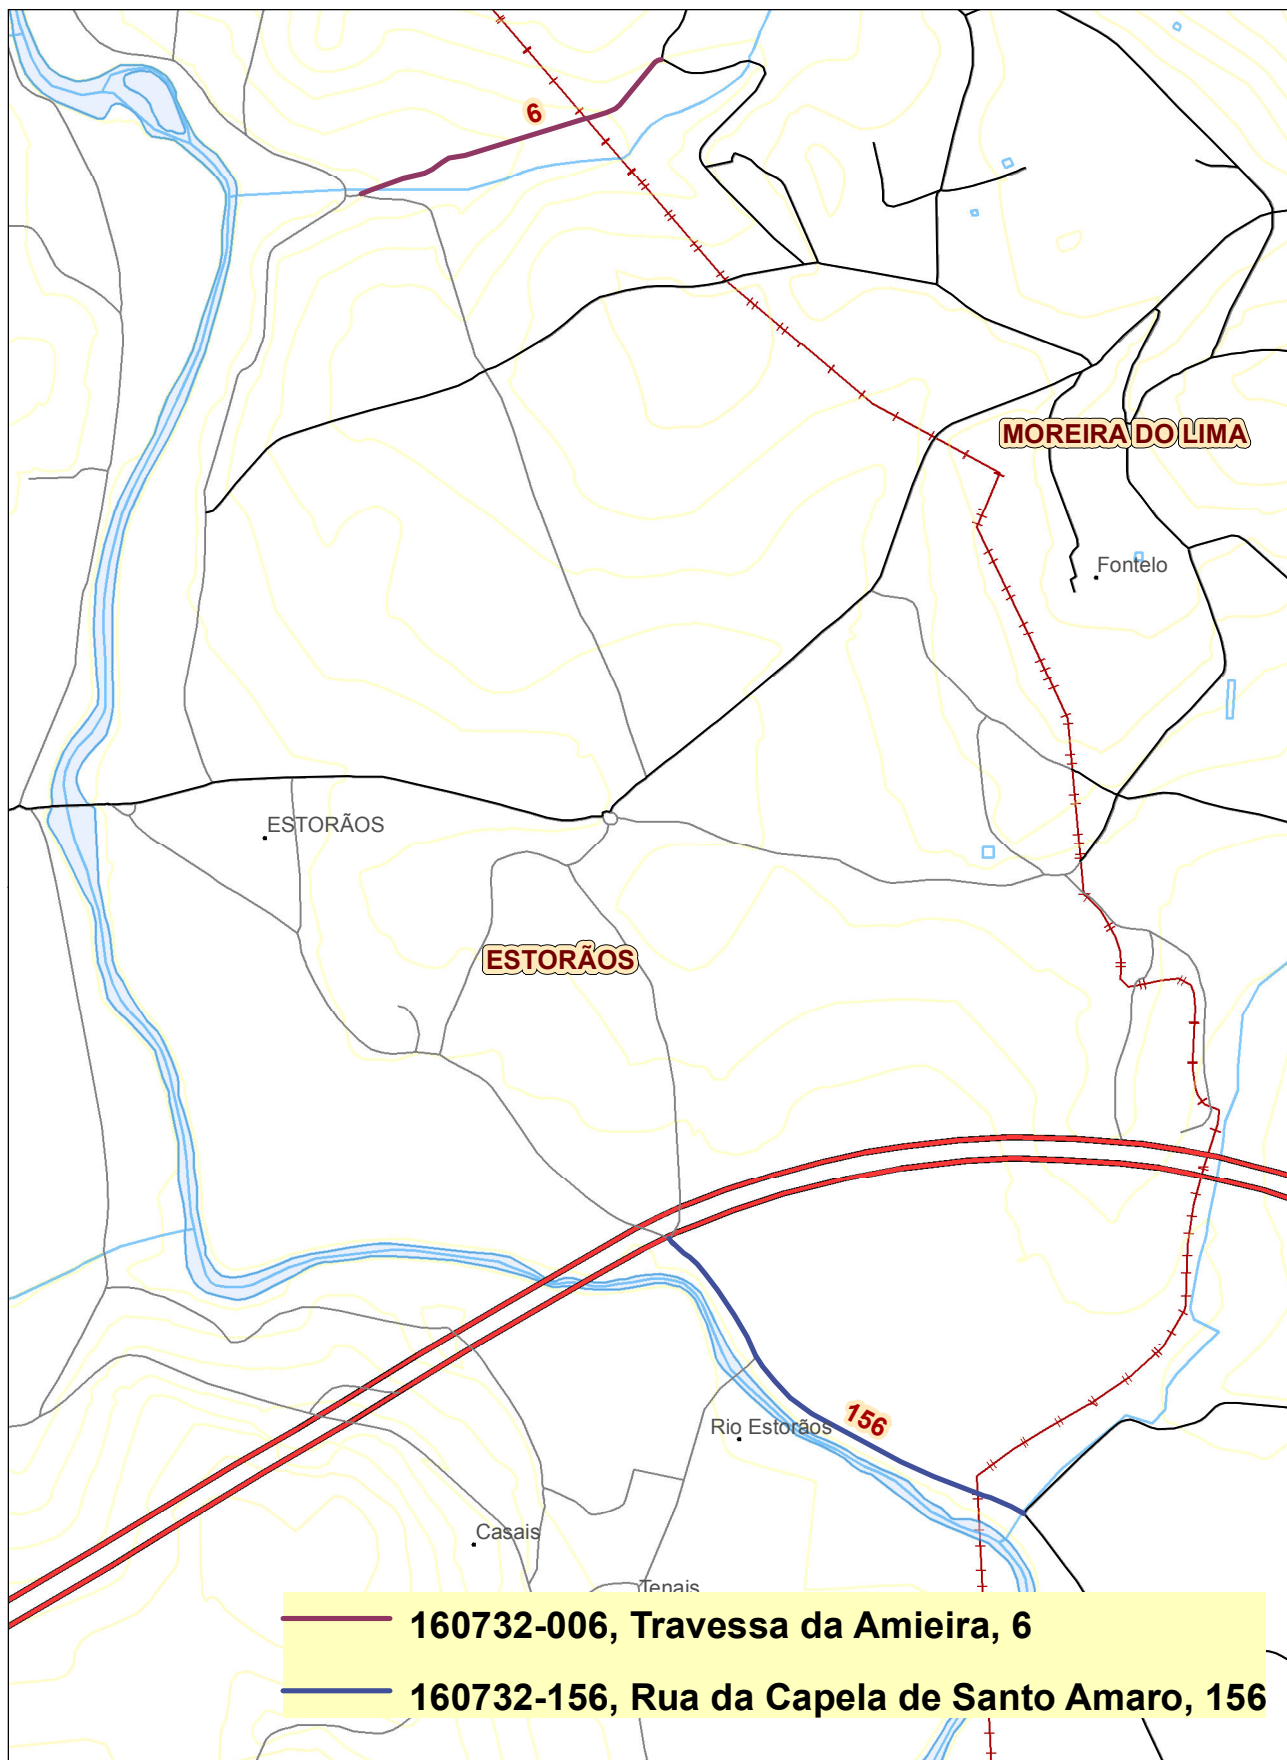 6
MOREIRA DO LIMA
Fontelo
ESTORÃOS
ESTORÃOS
156
Rio Estorãos
Casais
Tenais
160732-006, Travessa da Amieira, 6
160732-156, Rua da Capela de Santo Amaro, 156